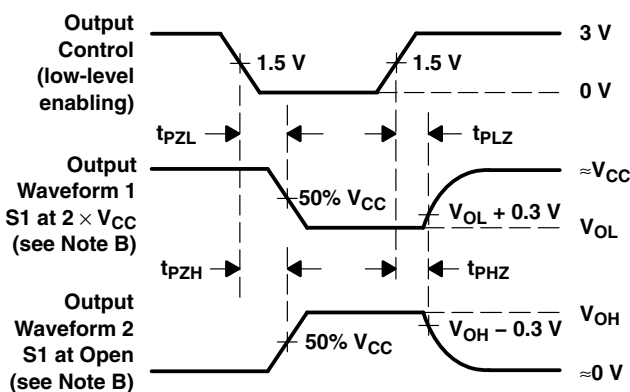 Output
Control
(low-level
enabling)
1.5 V
1.5 V
3 V
0 V
tPZL
tPLZ
Output
Waveform 1
S1 at 2 × VCC
(see Note B)
50% VCC
VOL + 0.3 V
≈VCC
VOL
tPZH
tPHZ
Output
Waveform 2
S1 at Open
(see Note B)
50% VCC
VOH − 0.3 V
VOH
≈0 V